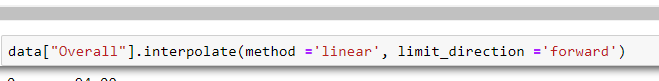 data["Overall"].interpolate(method ='linear', limit_direction ='forward')